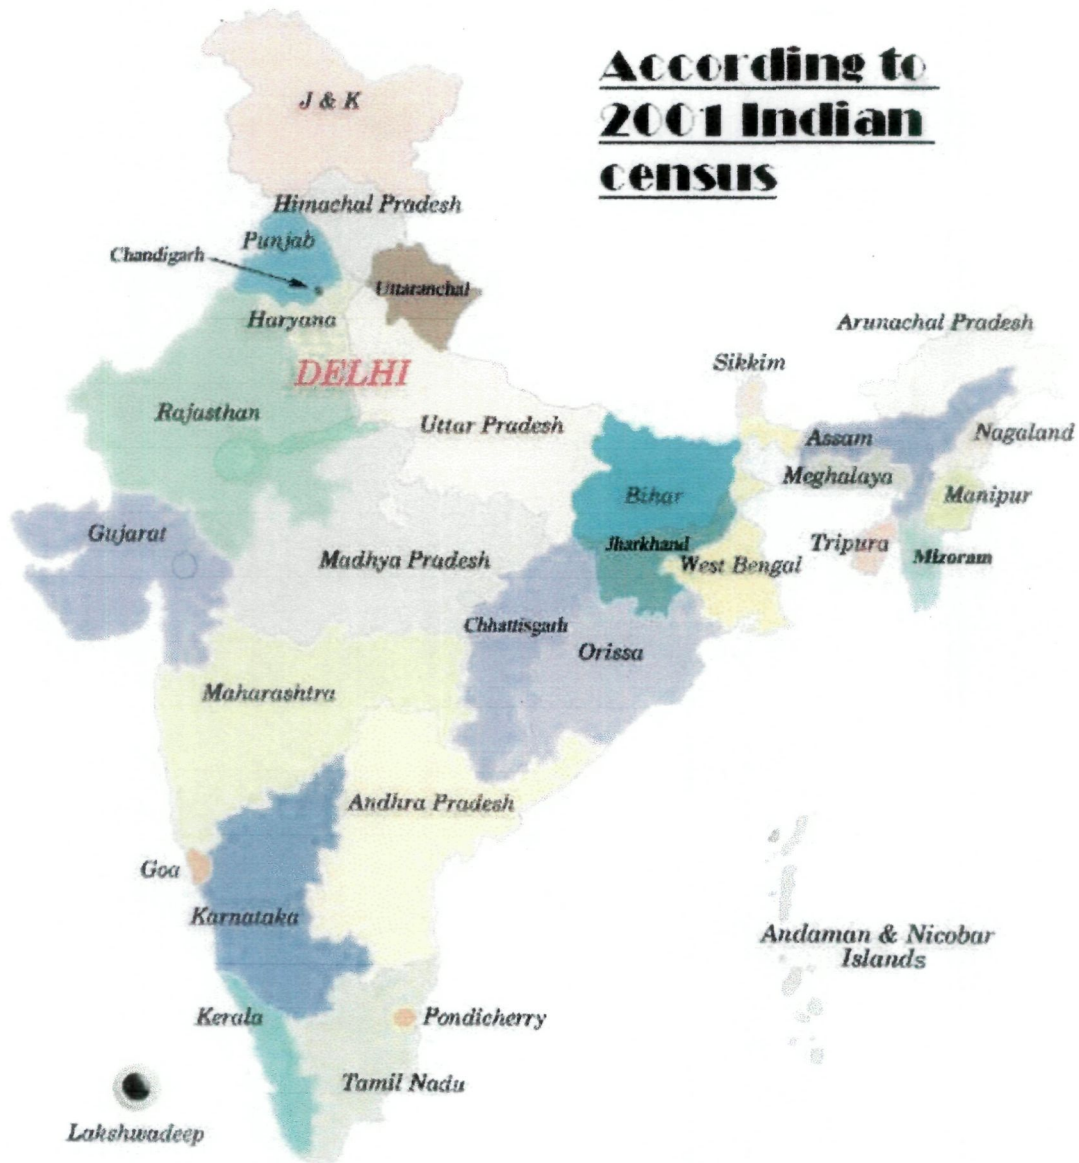 According to
2001 Indian
census
J & K
Himachal Pradesh
Punjab
Chandigarh
Uttaranchal
Haryana
DELHI
Arunachal Pradesh
Sikkim
Rajasthan
Uttar Pradesh
Assam
Nagaland
Meghalaya
Bihar
Manipur
Gujarat
Madhya Pradesh
Jharkhand
West Bengal
Tripura
Mizoram
Chhattisgarh
Orissa
Maharashtra
Andhra Pradesh
Goa
Karnataka
Andaman & Nicobar
Islands
Kerala
Pondicherry
Tamil Nadu
Lakshwadeep